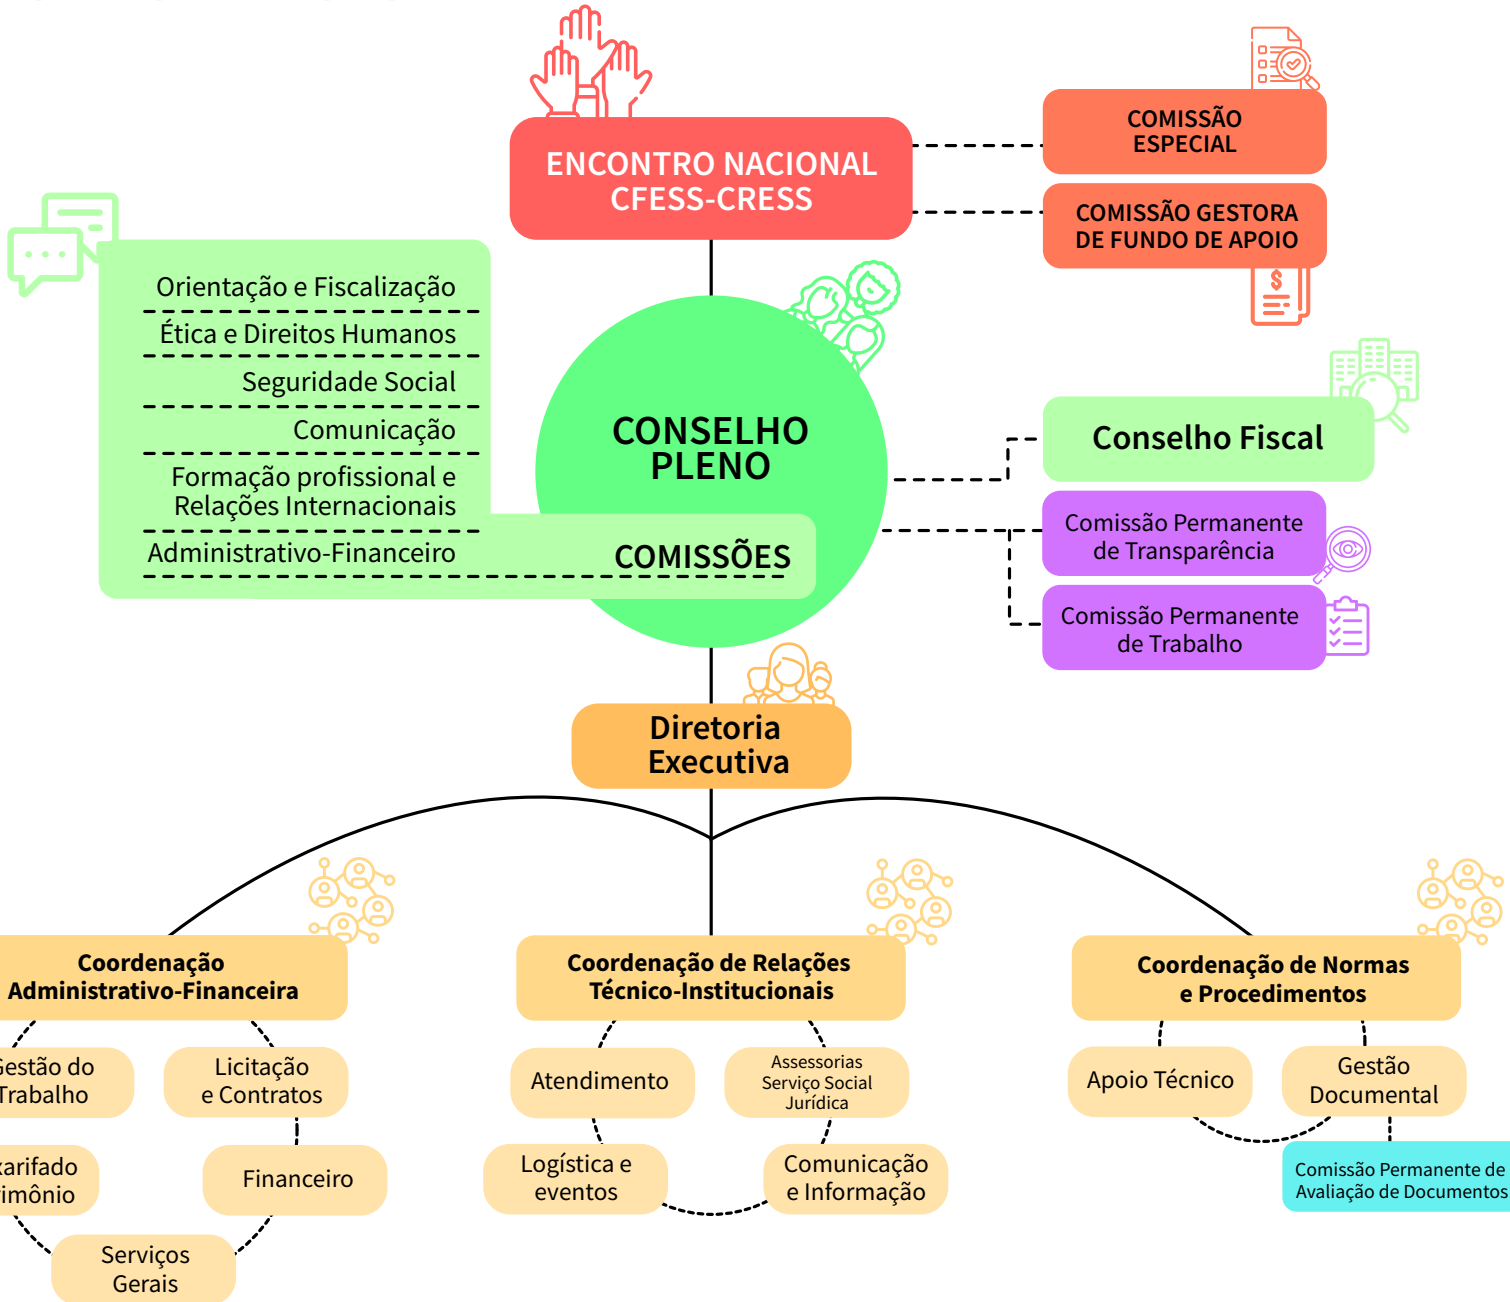 ENCONTRO NACIONAL
CFESS-CRESS
COMISSÃO
ESPECIAL
COMISSÃO GESTORA
DE FUNDO DE APOIO
$
Orientação e Fiscalização
Ética e Direitos Humanos
Seguridade Social
Comunicação
Formação profissional e
Relações Internacionais
Administrativo-Financeiro
COMISSÕES
CONSELHO
PLENO
Conselho Fiscal
Comissão Permanente
de Transparência
Comissão Permanente
de Trabalho
Diretoria
Executiva
Coordenação
Administrativo-Financeira
Gestão do
Trabalho
Licitação
e Contratos
Financeiro
Serviços
Gerais
Coordenação de Relações
Técnico-Institucionais
Atendimento
Assessorias
Serviço Social
Jurídica
Logística e
eventos
Comunicação
e Informação
Coordenação de Normas
e Procedimentos
Apoio Técnico
Gestão
Documental
Comissão Permanente de
Avaliação de Documentos